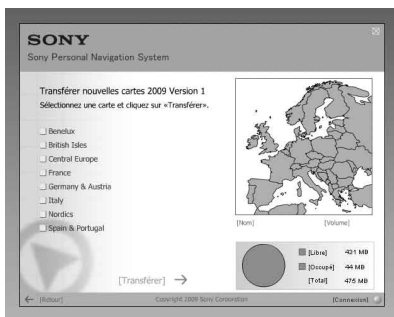 SONY
Sony Personal Navigation System
Transférer nouvelles cartes 2009 Version 1
Sélectionnez une carte et cliquez sur «Transférer».
Benelux
British Isles
Central Europe
France
Germany & Austria
Italy
Nordics
Spain & Portugal
[Nom] [Volume]
[Libre] 431 MB
[Occupé] 44 MB
[Total] 475 MB
[Transférer]
[Retour] Copyright 2009 Sony Corporation [Connexion]